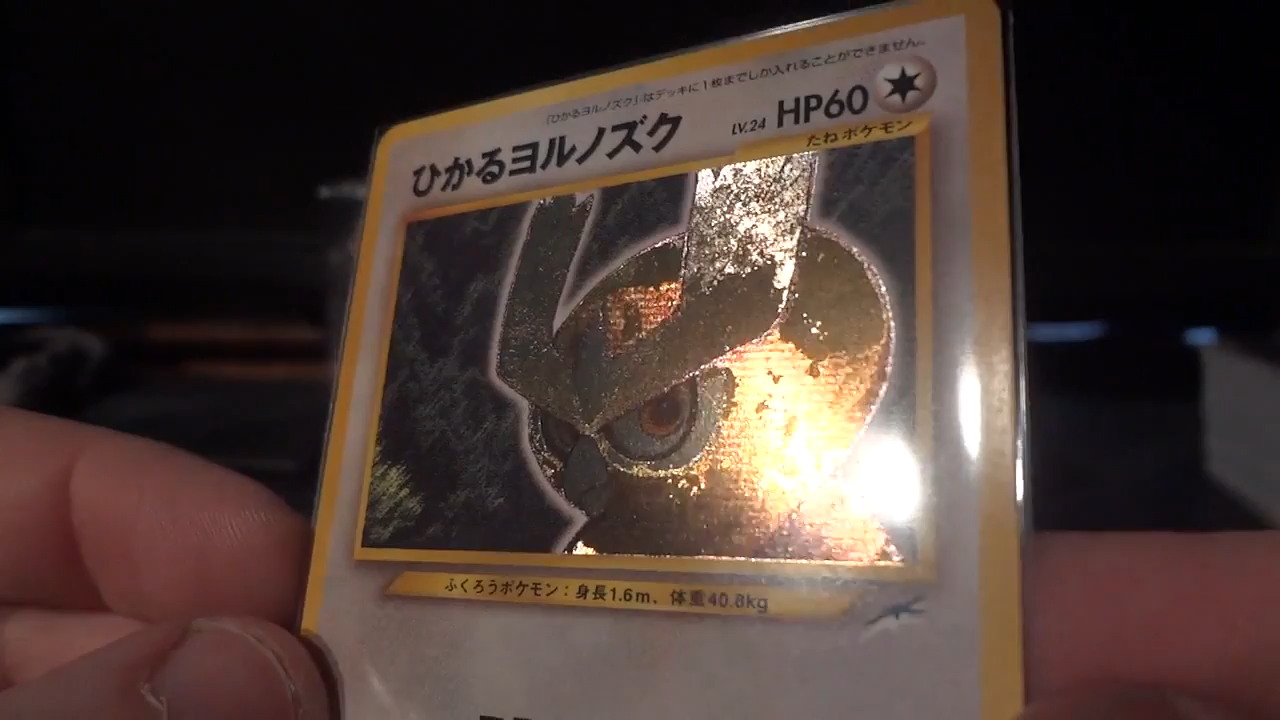 「ひかるヨルノズク」はデッキに1枚までしか入れることができません。
ひかるヨルノズク LV.24 HP60
たねポケモン
ふくろうポケモン：身長1.6m、体重40.8kg